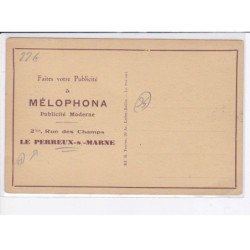 226
Faites votre Publicité
à
MÉLOPHONA
Publicité Moderne
2bis, Rue des Champs
LE PERREUX-s/-MARNE